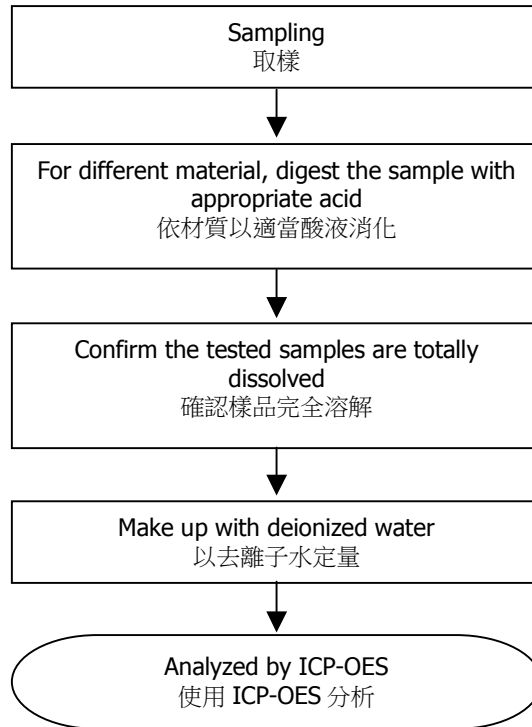 Sampling
取樣
For different material, digest the sample with
appropriate acid
依材質以適當酸液消化
Confirm the tested samples are totally
dissolved
確認樣品完全溶解
Make up with deionized water
以去離子水定量
Analyzed by ICP-OES
使用 ICP-OES 分析